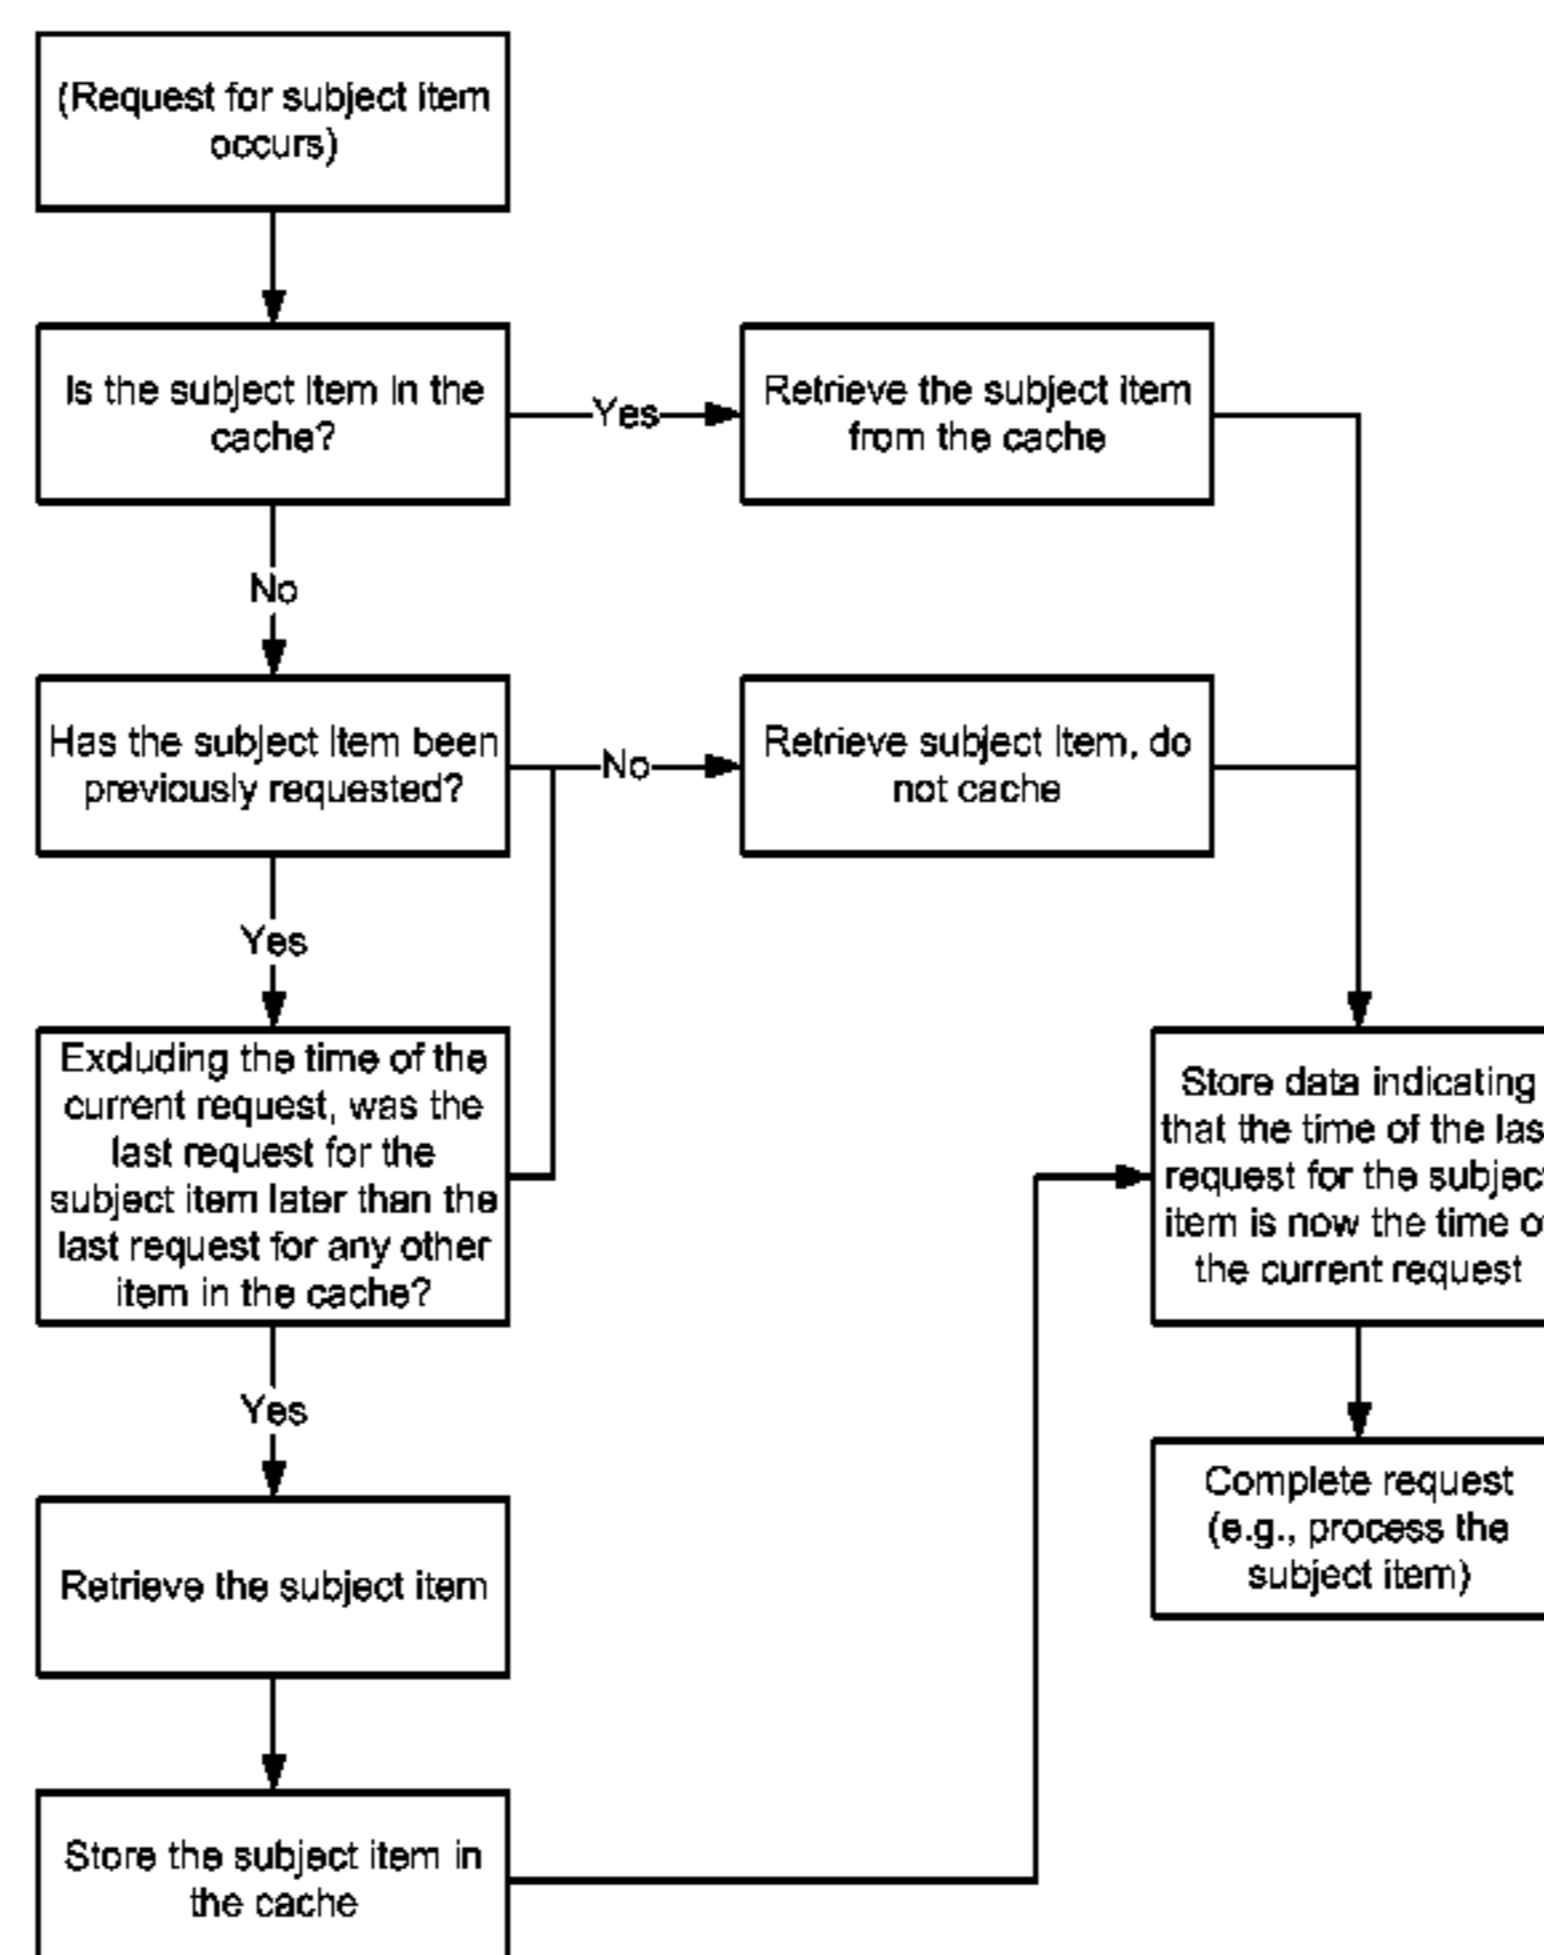 (Request for subject item
occurs)
Is the subject item in the
cache?
Yes
Retrieve the subject item
from the cache
No
Has the subject item been
previously requested?
No
Retrieve subject item, do
not cache
Yes
Excluding the time of the
current request, was the
last request for the
subject item later than the
last request for any other
item in the cache?
Store data indicating
that the time of the las
request for the subject
item is now the time of
the current request
Yes
Complete request
(e.g., process the
subject item)
Retrieve the subject item
Store the subject item in
the cache